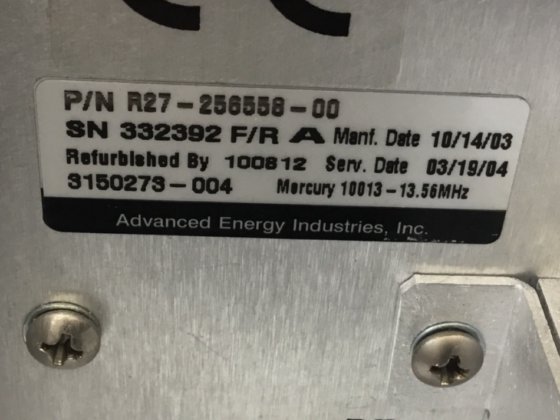 P/N R27-256558-00
SN 332392 F/R A Manf. Date 10/14/03
Refurbished By 100812 Serv. Date 03/19/04
3150273-004 Mercury 10013-13.56MHz
Advanced Energy Industries, Inc.